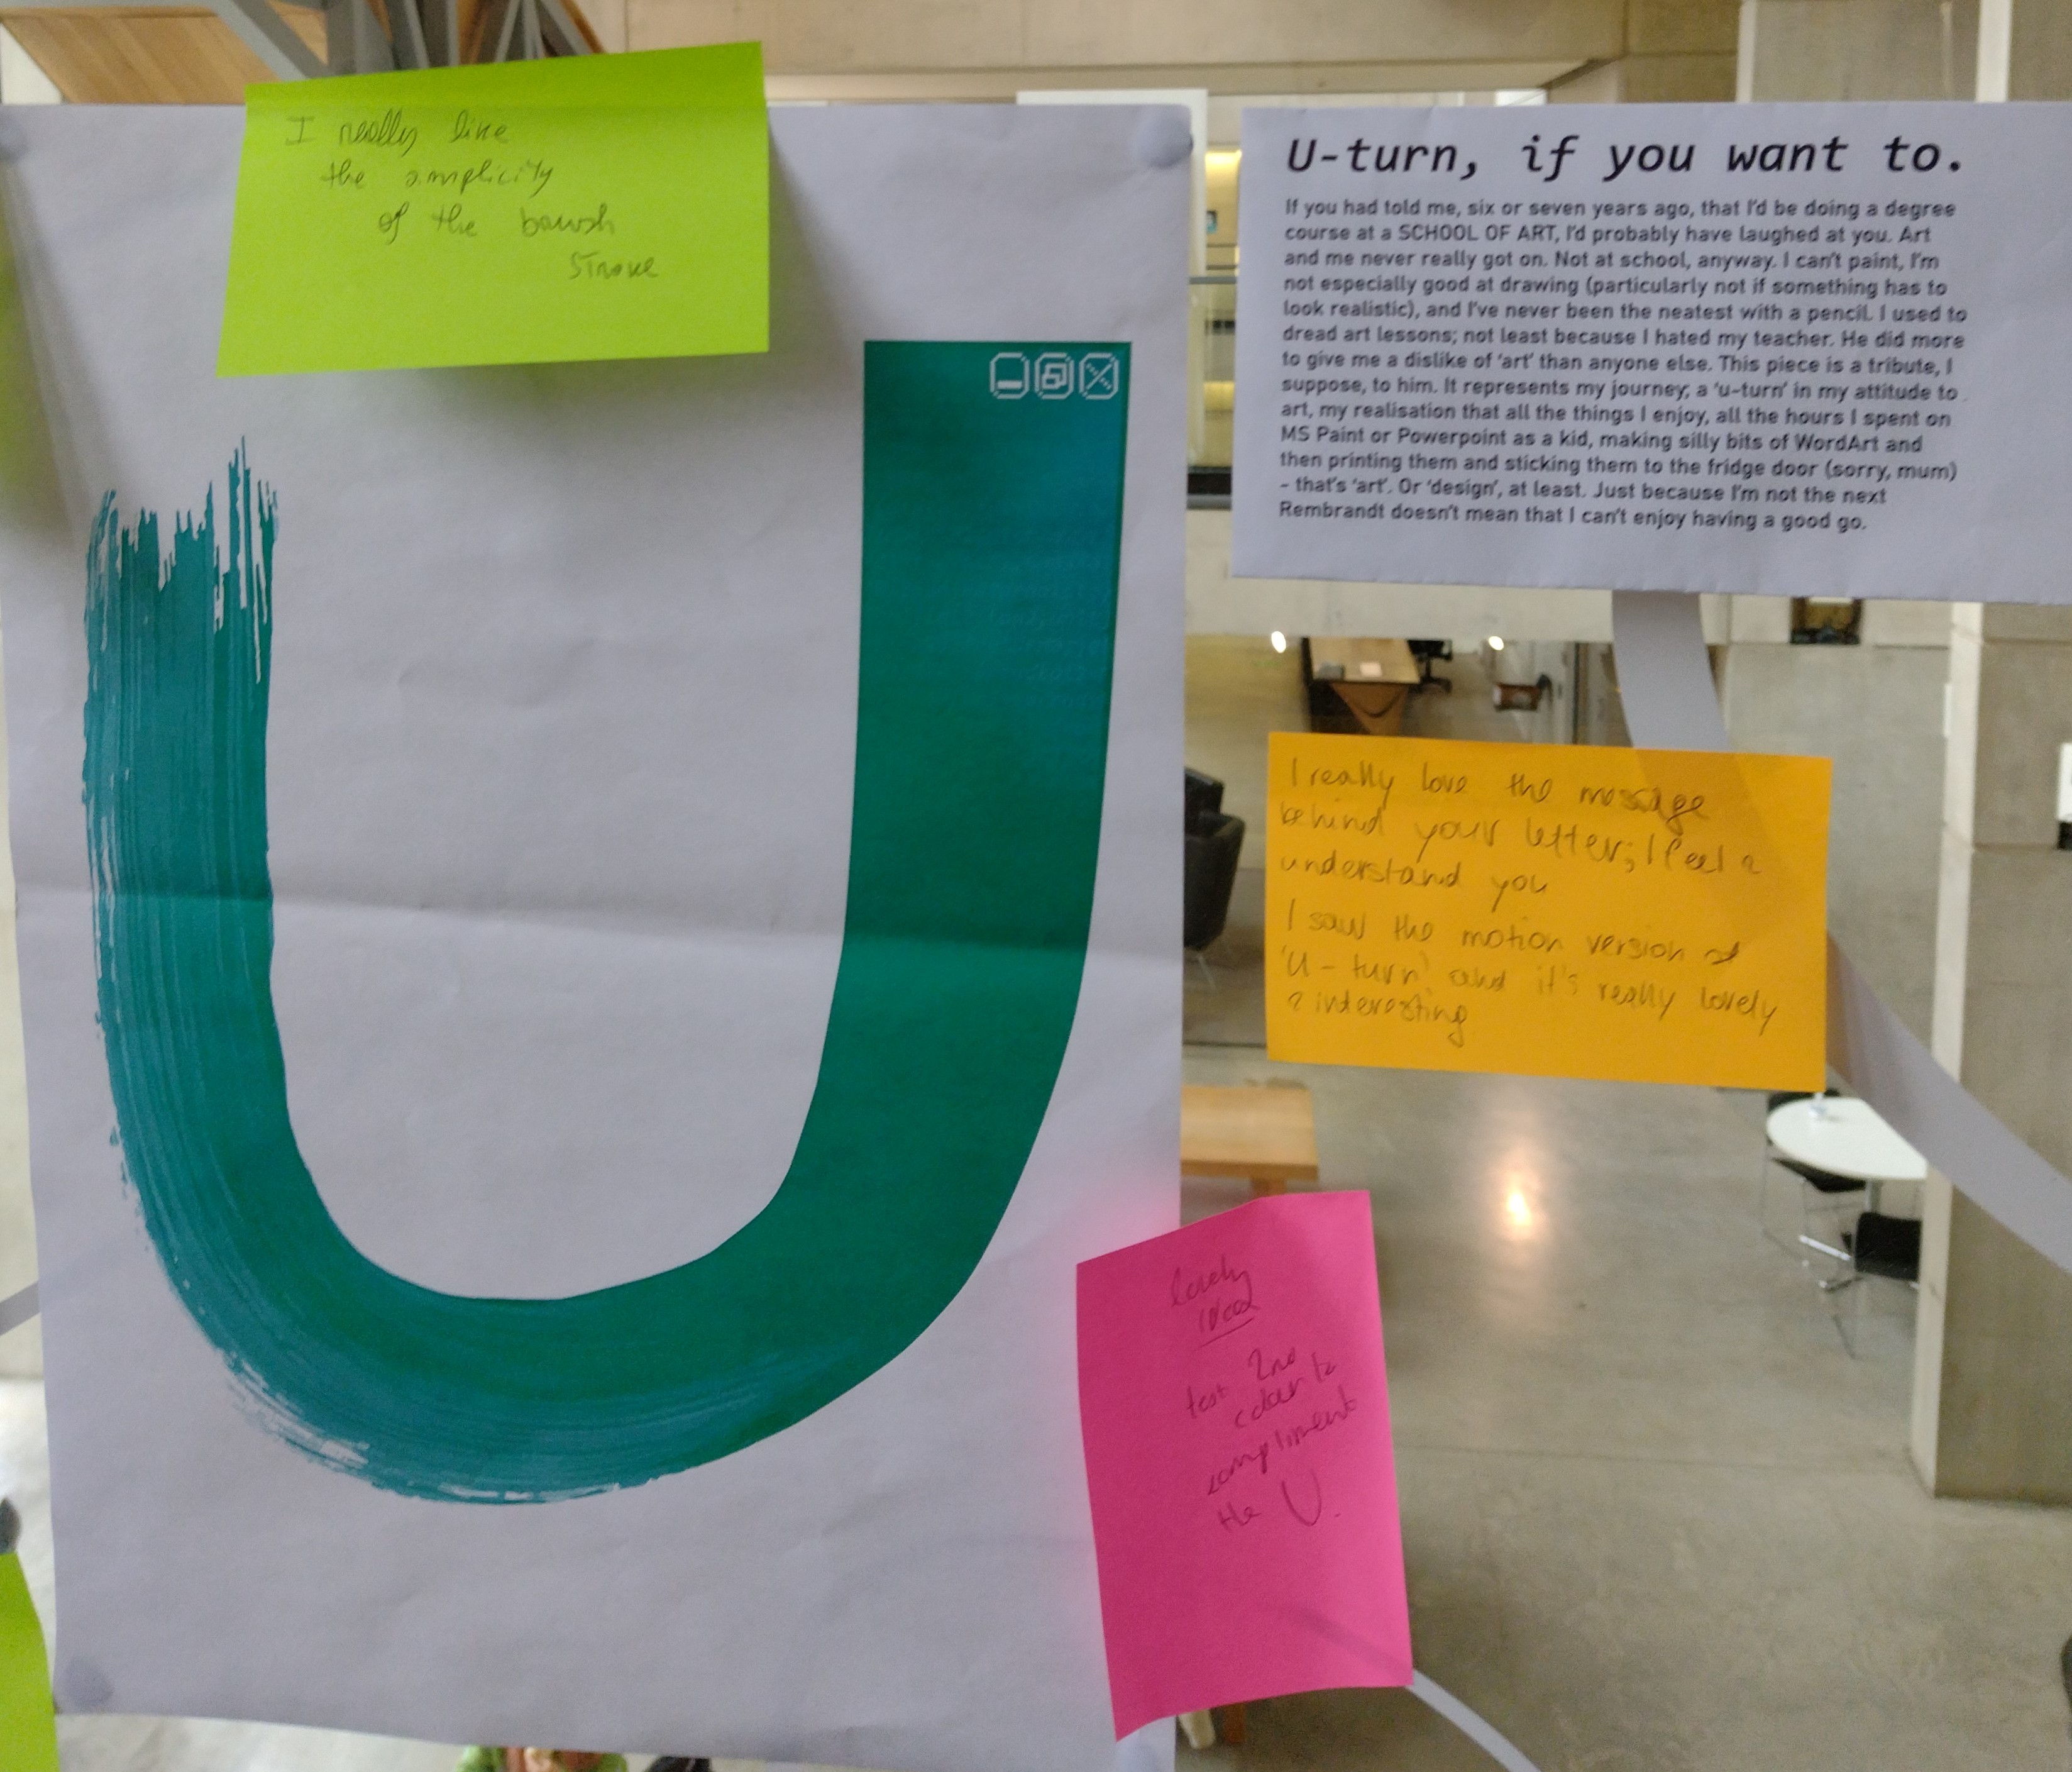 I really like
the simplicity
of the bawsh
stroke
U-turn, if you want to.
If you had told me, six or seven years ago, that I'd be doing a degree
course at a SCHOOL OF ART, I'd probably have laughed at you. Art
and me never really got on. Not at school, anyway. I can't paint, I'm
not especially good at drawing (particularly not if something has to
look realistic), and I've never been the neatest with a pencil. I used to
dread art lessons; not least because I hated my teacher. He did more
to give me a dislike of 'art' than anyone else. This piece is a tribute, I
suppose, to him. It represents my journey; a 'u-turn' in my attitude to
art, my realisation that all the things I enjoy, all the hours I spent on
MS Paint or Powerpoint as a kid, making silly bits of WordArt and
then printing them and sticking them to the fridge door (sorry, mum)
- that's 'art'. Or 'design', at least. Just because I'm not the next
Rembrandt doesn't mean that I can't enjoy having a good go.
U
I really love the message
behind your letter; I feel &
understand you
I saw the motion version of
'U-turn' and it's really lovely
& interesting
lovely
idea
test 2nd
colour to
compliment
the U.